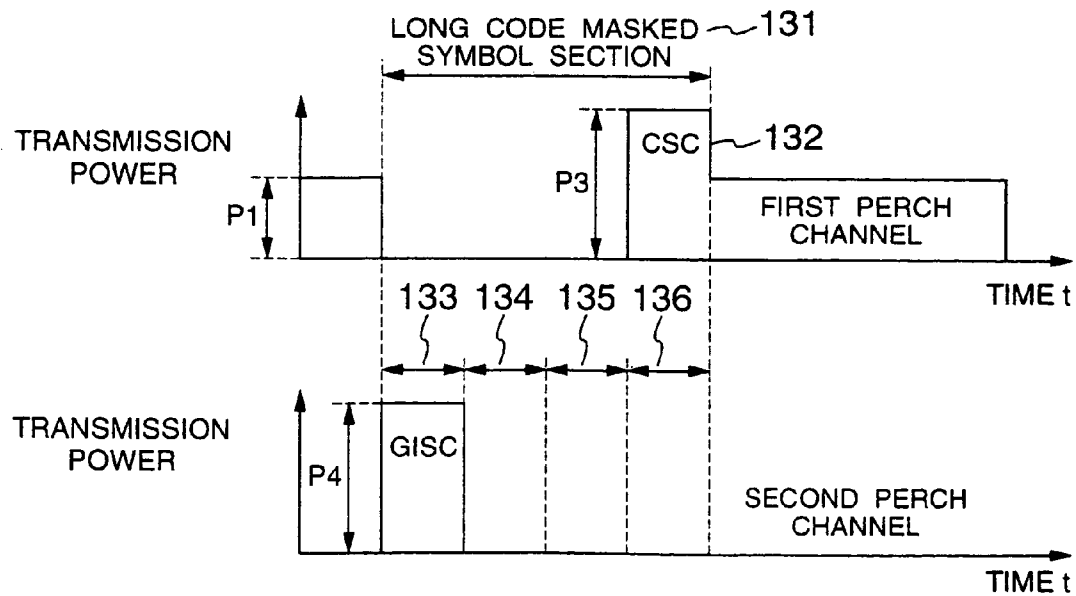 LONG CODE MASKED 131
SYMBOL SECTION
TRANSMISSION
POWER
P1
P3
CSC
132
FIRST PERCH
CHANNEL
TIME t
133 134 135 136
TRANSMISSION
POWER
P4
GISC
SECOND PERCH
CHANNEL
TIME t